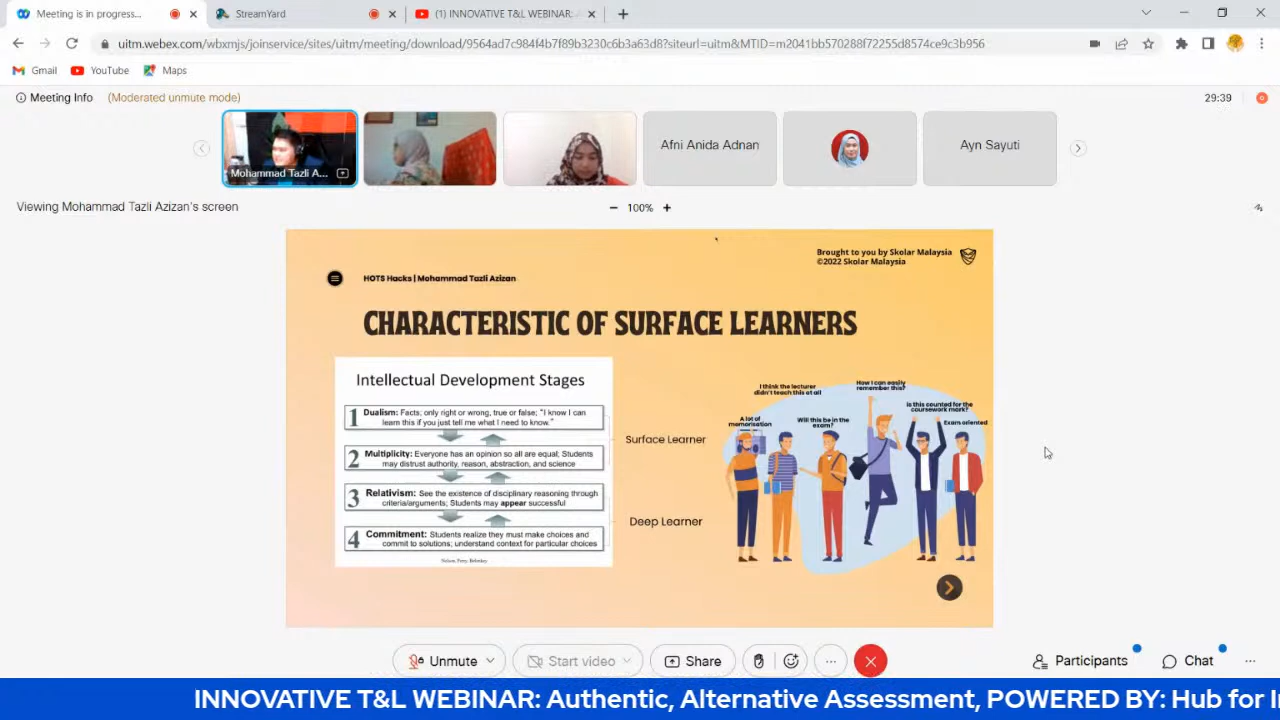 Meeting is in progress...
StreamYard
(1) INNOVATIVE T&L WEBINAR:
uitm.webex.com/wbxmjs/joinservice/sites/uitm/meeting/download/9564ad7c984f4b7f89b3230c6b3a63d8?siteurl=uitm&MTID=m2041bb570288f72255d8574ce9c3b956
Gmail
YouTube
Maps
Meeting Info
(Moderated unmute mode)
29:39
Mohammad Tazli A...
Afni Anida Adnan
Ayn Sayuti
Viewing Mohammad Tazli Azizan's screen
− 100% +
Brought to you by Skolar Malaysia
©2022 Skolar Malaysia
HOTS Hacks | Mohammad Tazli Azizan
CHARACTERISTIC OF SURFACE LEARNERS
Intellectual Development Stages
1 Dualism: Facts; only right or wrong, true or false; "I know I can
learn this if you just tell me what I need to know."
2 Multiplicity: Everyone has an opinion so all are equal; Students
may distrust authority, reason, abstraction, and science
3 Relativism: See the existence of disciplinary reasoning through
criteria/arguments; Students may appear successful
4 Commitment: Students realize they must make choices and
commit to solutions; understand context for particular choices
Nelson, Perry, Belenkey
Surface Learner
Deep Learner
I think the lecturer
didn't teach this at all
How I can easily
remember this?
A lot of
memorisation
Will this be in the
exam?
Is this counted for the
coursework mark?
Exam oriented
Unmute
Start video
Share
Participants
Chat
INNOVATIVE T&L WEBINAR: Authentic, Alternative Assessment, POWERED BY: Hub for I